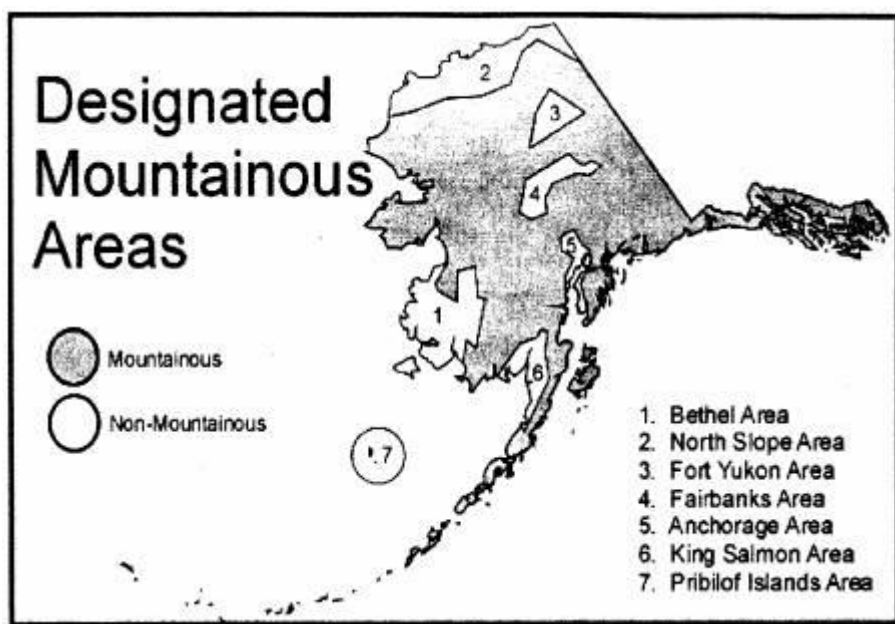 Designated
Mountainous
Areas
Mountainous
Non-Mountainous
2
3
4
5
1
6
7
1. Bethel Area
2. North Slope Area
3. Fort Yukon Area
4. Fairbanks Area
5. Anchorage Area
6. King Salmon Area
7. Pribilof Islands Area